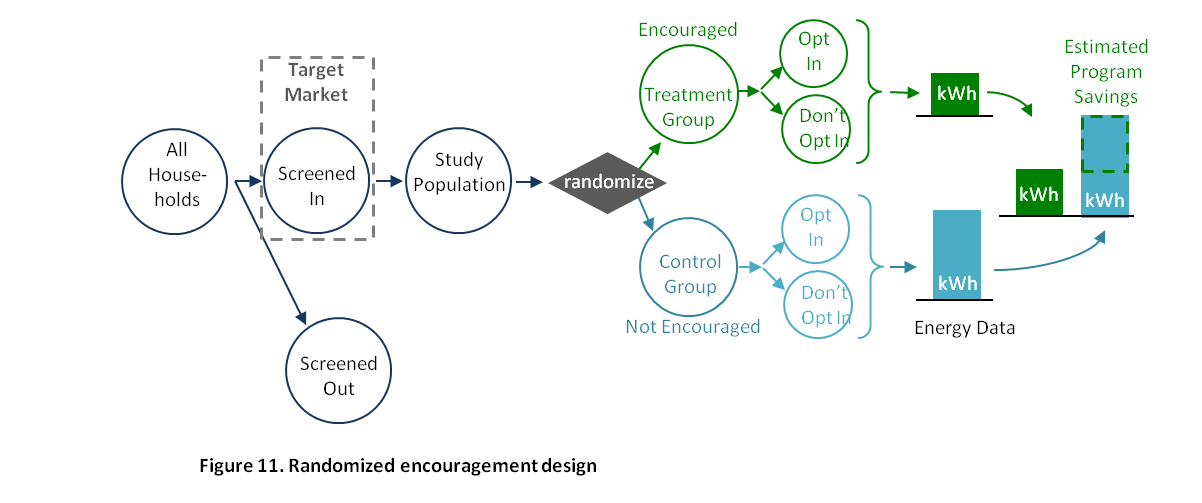 Target
Market
All
House-
holds
Screened
In
Study
Population
Screened
Out
randomize
Encouraged
Treatment
Group
Opt
In
Don't
Opt In
kWh
Control
Group
Not Encouraged
Opt
In
Don't
Opt In
kWh
Energy Data
Estimated
Program
Savings
kWh
kWh
Figure 11. Randomized encouragement design